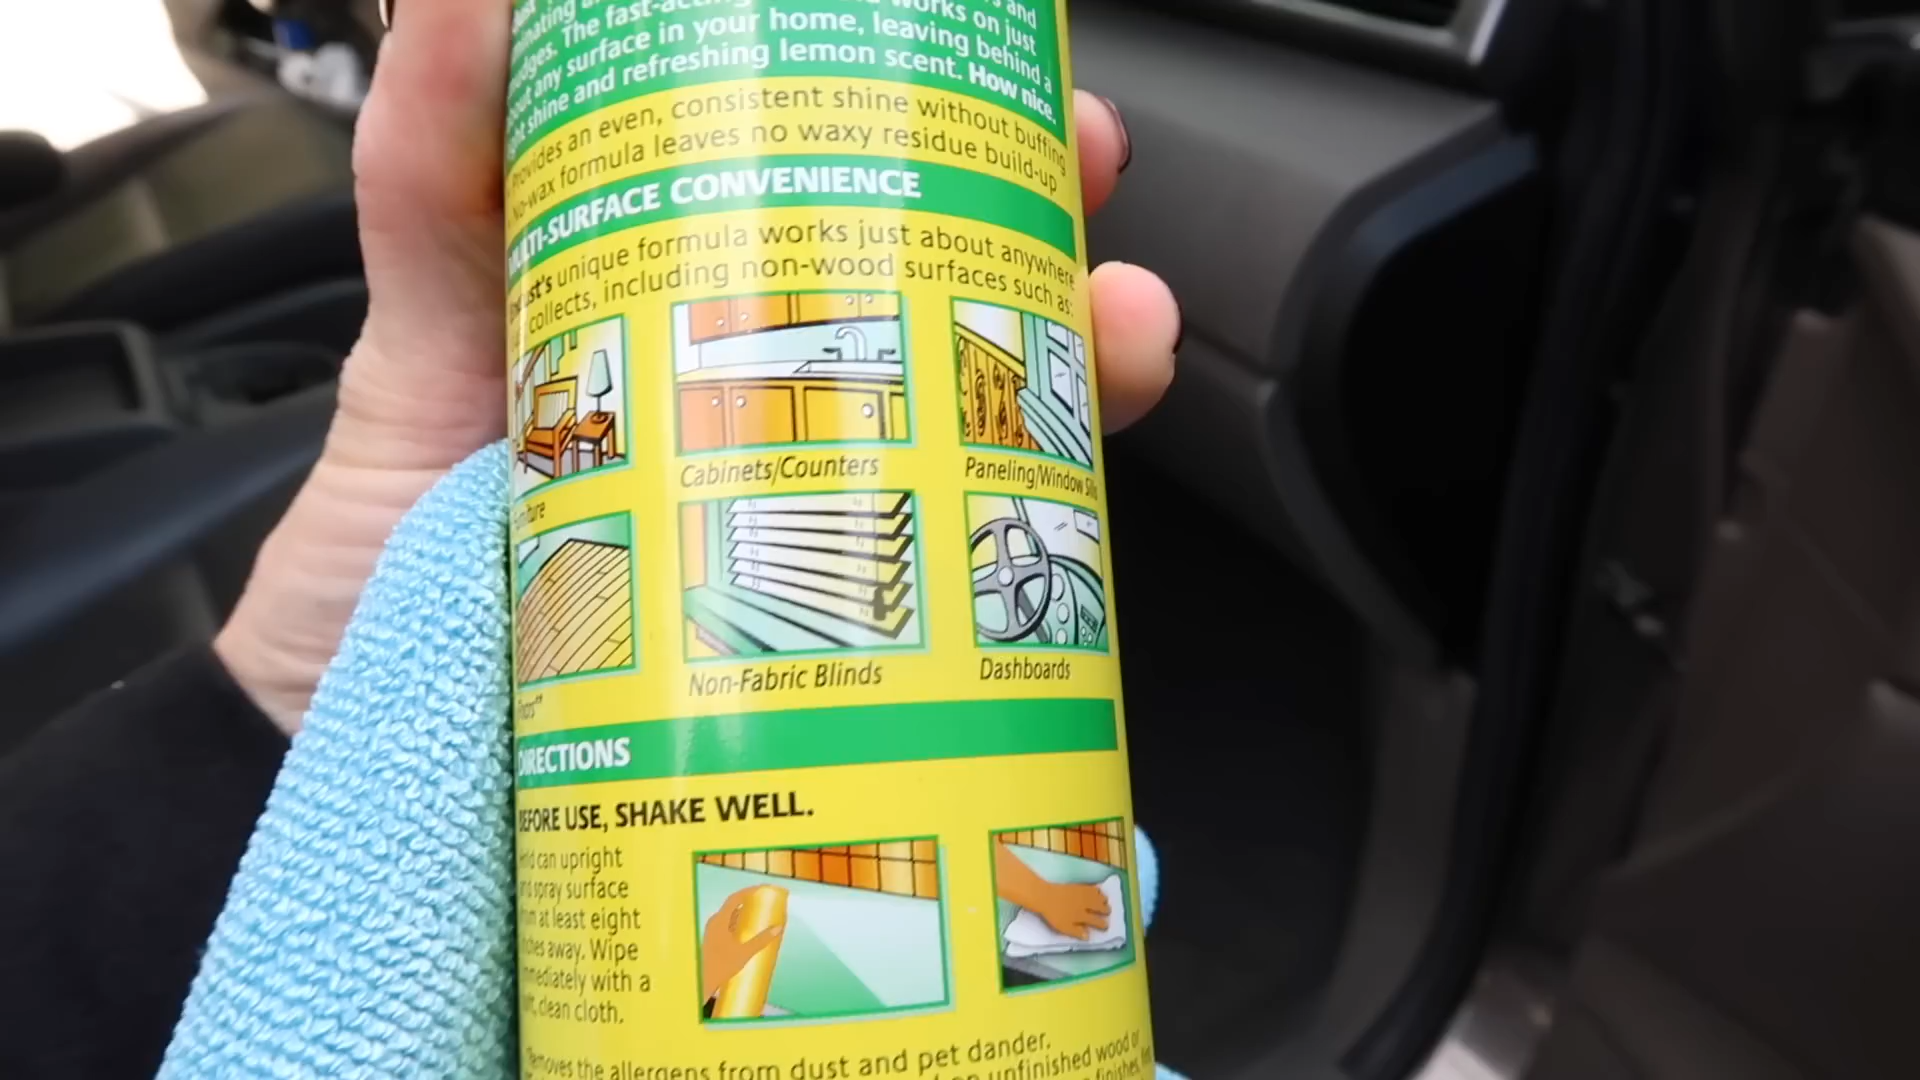 and
works on just
The fast-
any surface in your home, leaving behind a
shine and refreshing lemon scent. How nice.
Provides an even, consistent shine without buffing
No-wax formula leaves no waxy residue build-up
MULTI-SURFACE CONVENIENCE
unique formula works just about anywhere
collects, including non-wood surfaces such as:
Cabinets/Counters
Paneling/Window Sills
Non-Fabric Blinds
Dashboards
DIRECTIONS
BEFORE USE, SHAKE WELL.
can upright
spray surface
at least eight
away. Wipe
with a
clean cloth.
the allergens from dust and pet dander.
unfinished wood or